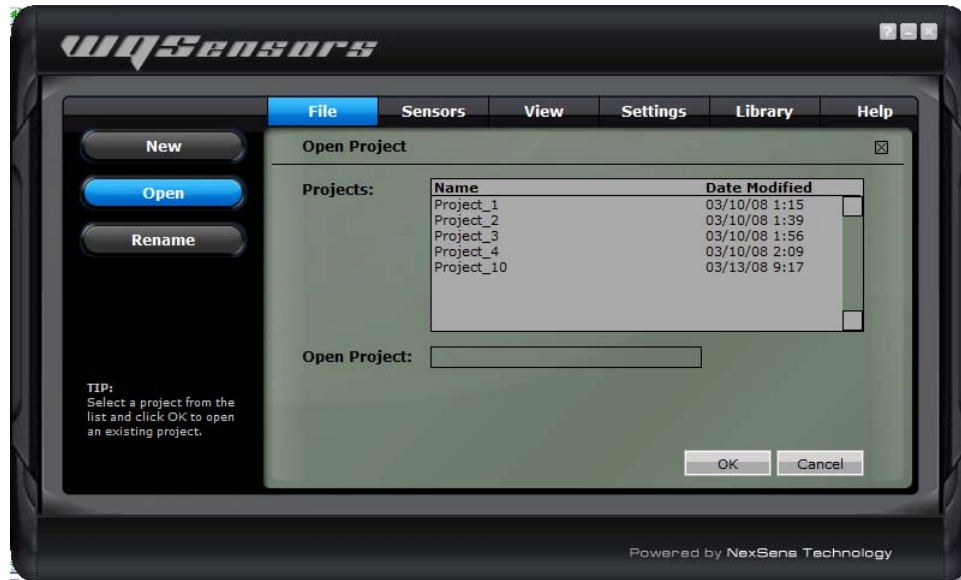 WQSensors
? - X
File Sensors View Settings Library Help
New
Open
Rename
Open Project
Projects:
Name Date Modified
Project_1 03/10/08 1:15
Project_2 03/10/08 1:39
Project_3 03/10/08 1:56
Project_4 03/10/08 2:09
Project_10 03/13/08 9:17
Open Project:
TIP:
Select a project from the
list and click OK to open
an existing project.
OK Cancel
Powered by NexSens Technology